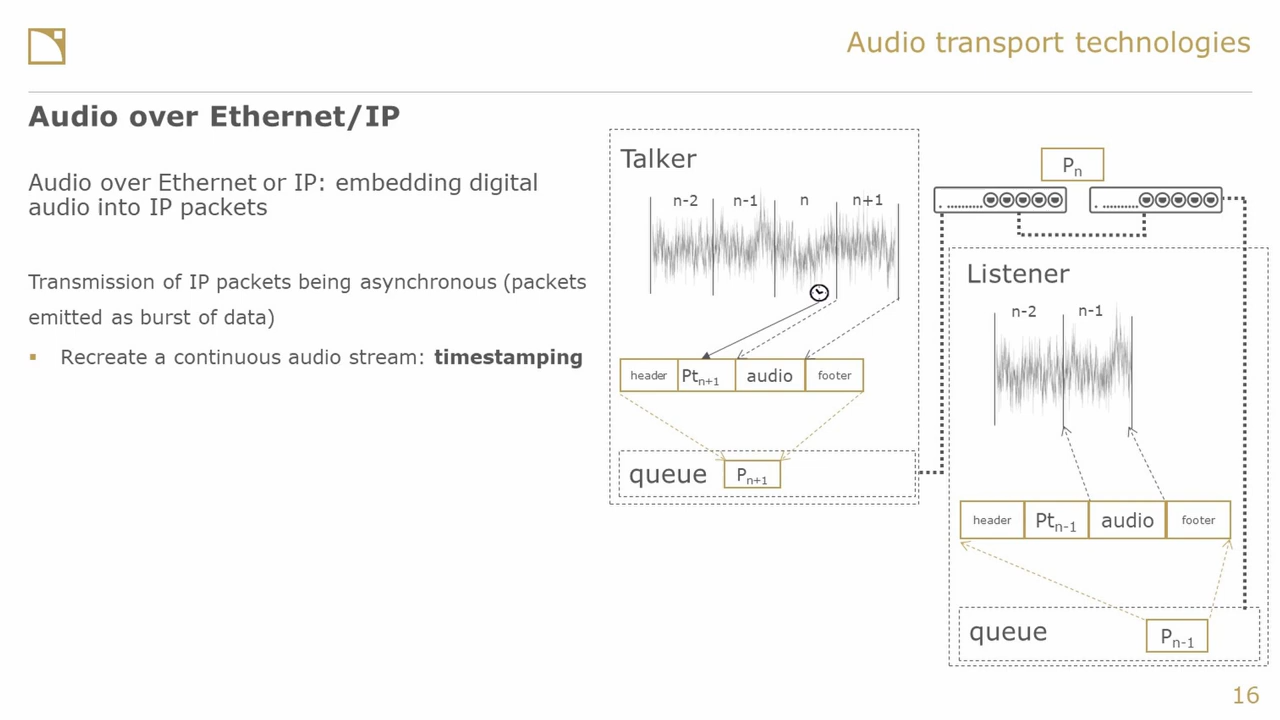 Audio transport technologies
Audio over Ethernet/IP
Audio over Ethernet or IP: embedding digital
audio into IP packets
Transmission of IP packets being asynchronous (packets
emitted as burst of data)
▪ Recreate a continuous audio stream: timestamping
Talker
n-2 n-1 n n+1
header Ptn+1 audio footer
queue Pn+1
Pn
Listener
n-2 n-1
header Ptn-1 audio footer
queue Pn-1
16